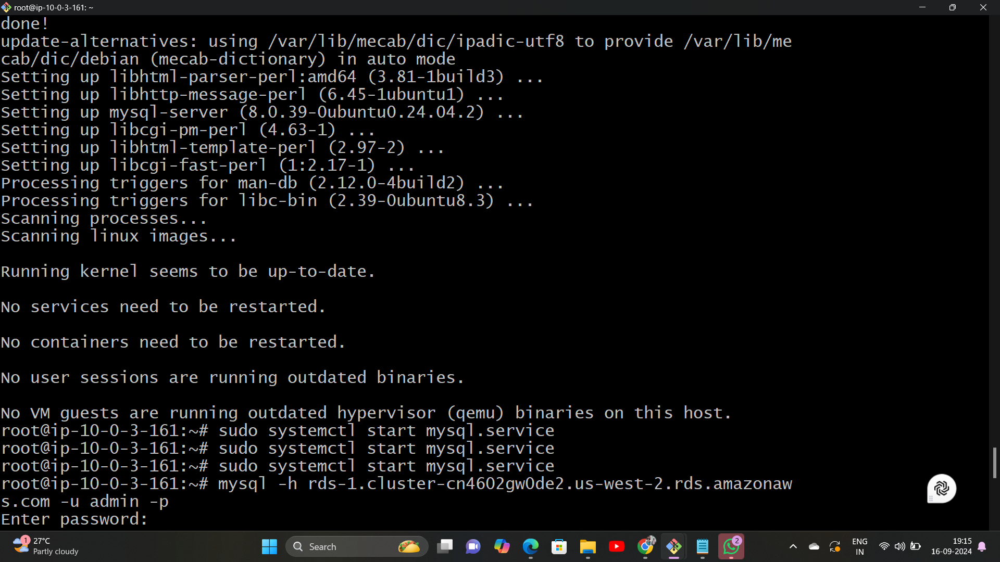 root@ip-10-0-3-161: ~
done!
update-alternatives: using /var/lib/mecab/dic/ipadic-utf8 to provide /var/lib/me
cab/dic/debian (mecab-dictionary) in auto mode
Setting up libhtml-parser-perl:amd64 (3.81-1build3) ...
Setting up libhttp-message-perl (6.45-1ubuntu1) ...
Setting up mysql-server (8.0.39-0ubuntu0.24.04.2) ...
Setting up libcgi-pm-perl (4.63-1) ...
Setting up libhtml-template-perl (2.97-2) ...
Setting up libcgi-fast-perl (1:2.17-1) ...
Processing triggers for man-db (2.12.0-4build2) ...
Processing triggers for libc-bin (2.39-0ubuntu8.3) ...
Scanning processes...
Scanning linux images...
Running kernel seems to be up-to-date.
No services need to be restarted.
No containers need to be restarted.
No user sessions are running outdated binaries.
No VM guests are running outdated hypervisor (qemu) binaries on this host.
root@ip-10-0-3-161:~# sudo systemctl start mysql.service
root@ip-10-0-3-161:~# sudo systemctl start mysql.service
root@ip-10-0-3-161:~# sudo systemctl start mysql.service
root@ip-10-0-3-161:~# mysql -h rds-1.cluster-cn4602gw0de2.us-west-2.rds.amazonaw
s.com -u admin -p
Enter password:
1
27°C
Partly cloudy
Search
2
ENG
IN
19:15
16-09-2024